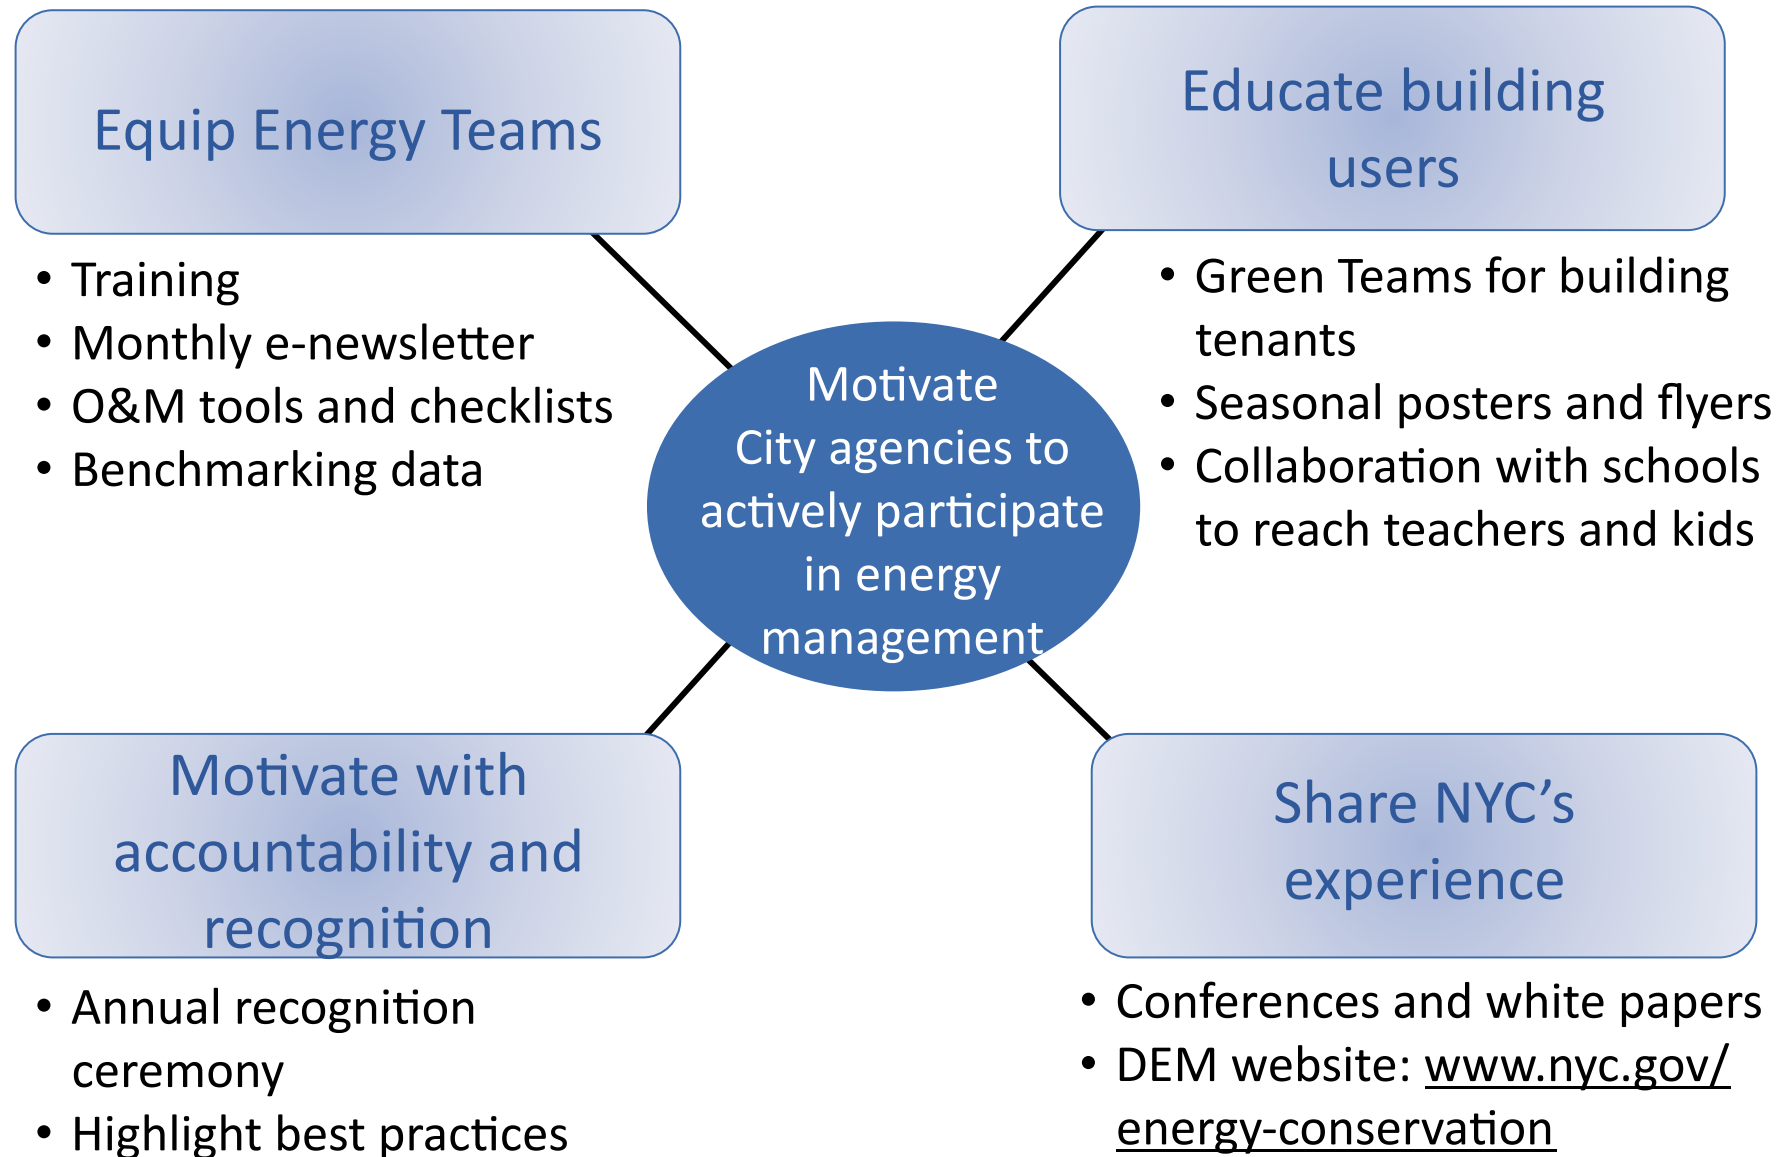 Equip Energy Teams
• Training
• Monthly e-newsletter
• O&M tools and checklists
• Benchmarking data
Educate building
users
• Green Teams for building
tenants
• Seasonal posters and flyers
• Collaboration with schools
to reach teachers and kids
Motivate
City agencies to
actively participate
in energy
management
Motivate with
accountability and
recognition
• Annual recognition
ceremony
• Highlight best practices
Share NYC’s
experience
• Conferences and white papers
• DEM website: www.nyc.gov/
energy-conservation